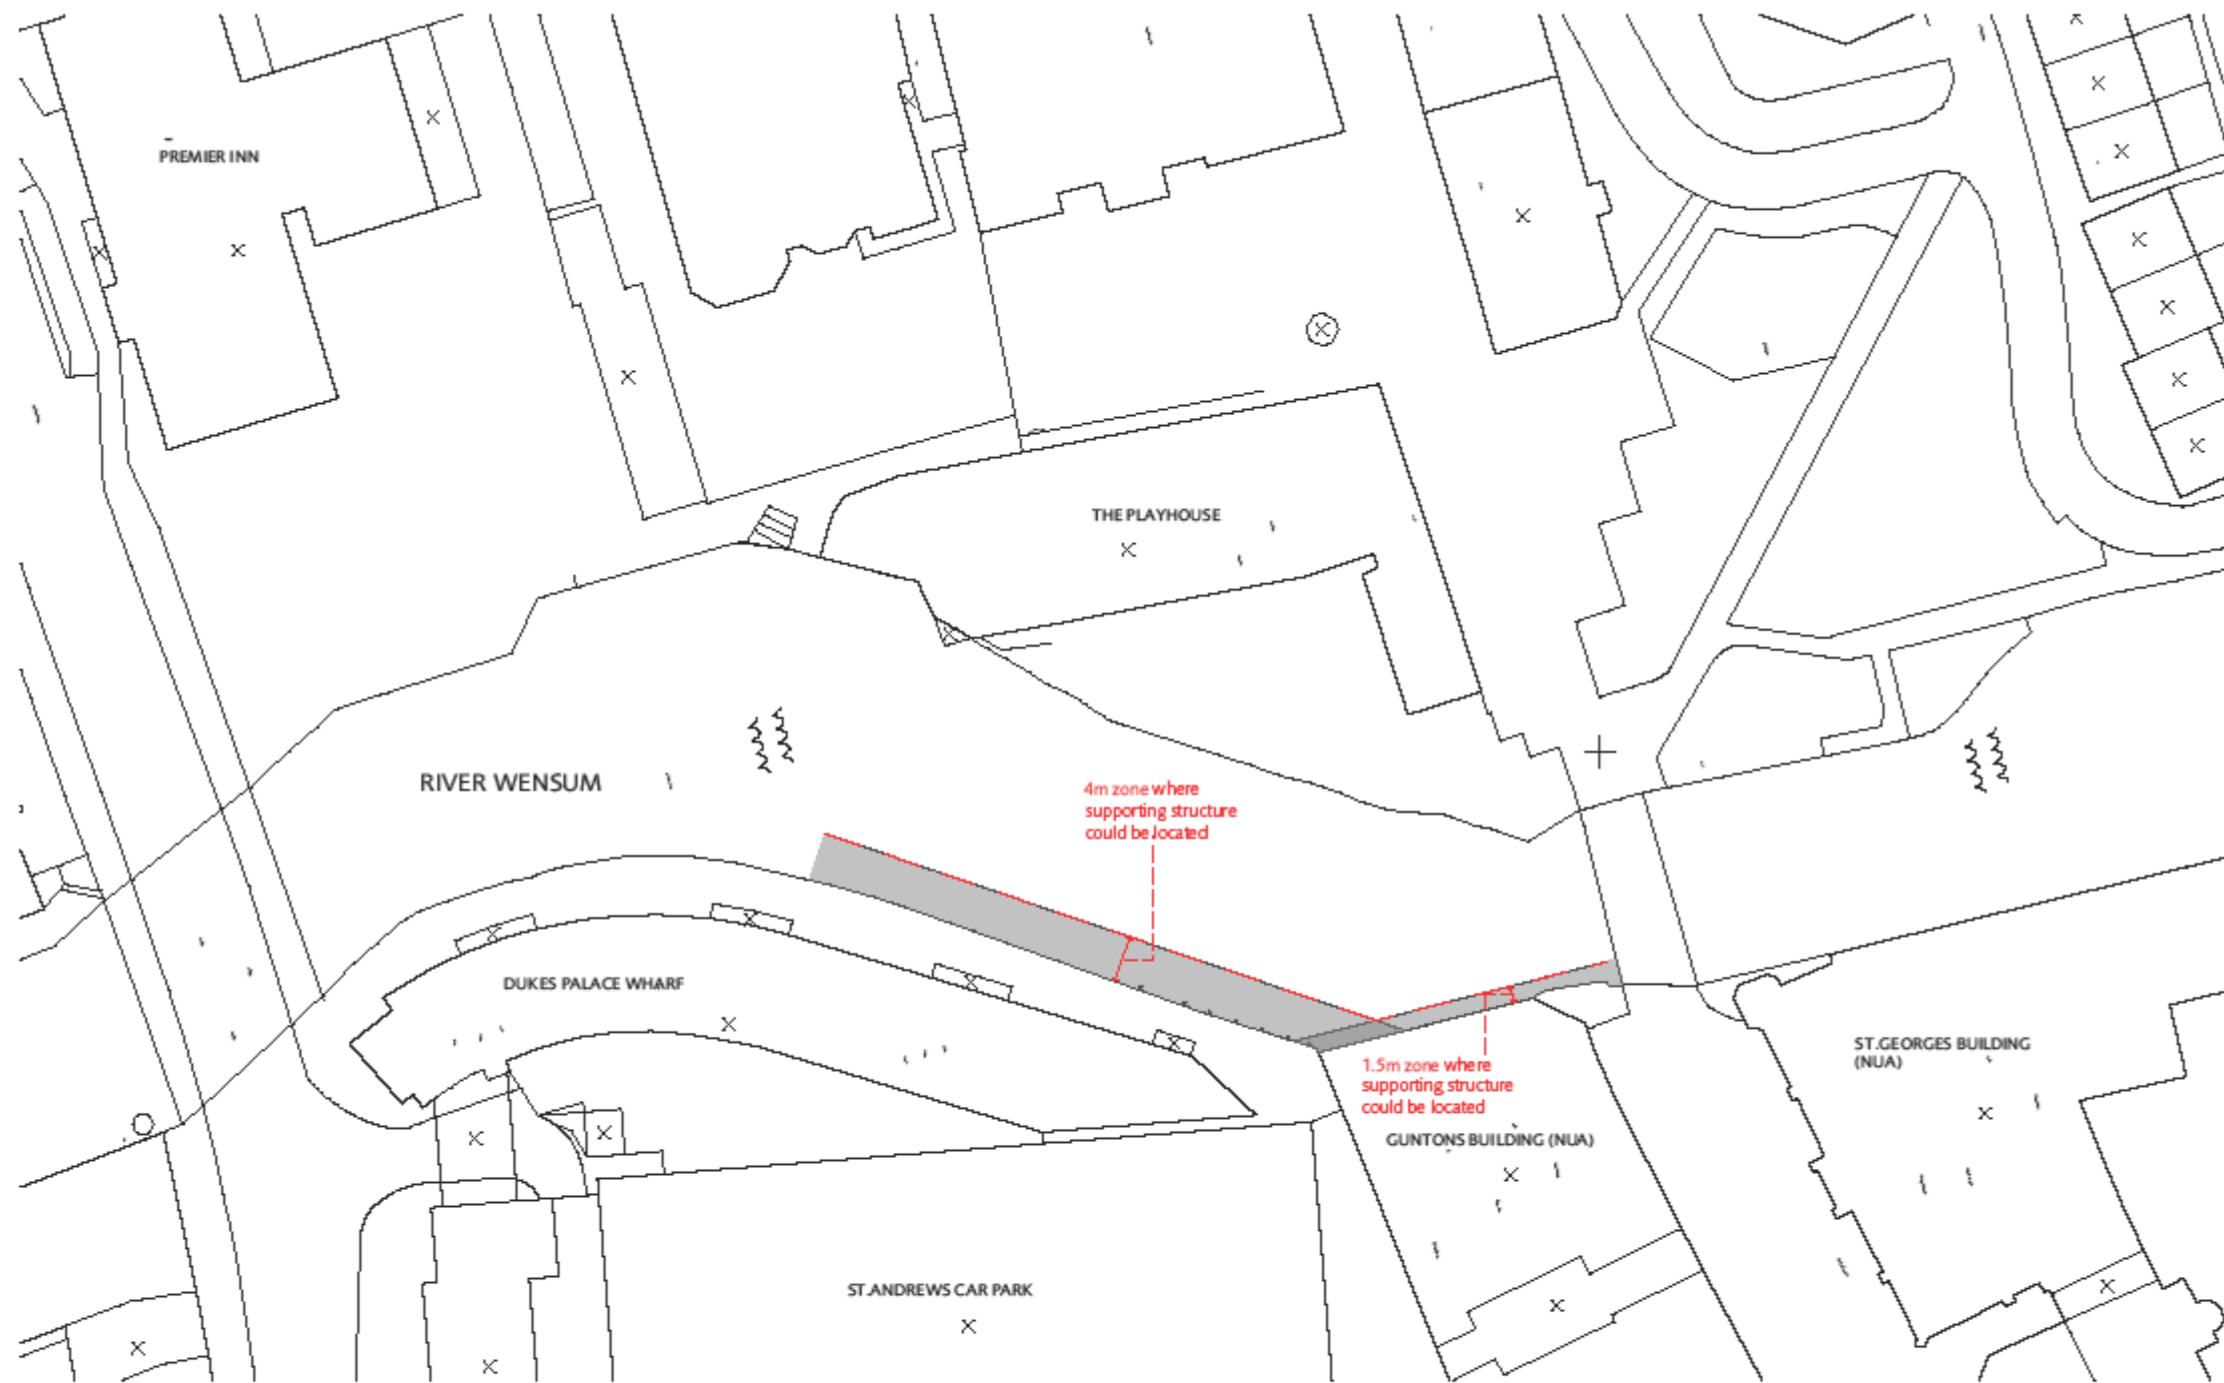 PREMIER INN
THE PLAYHOUSE
RIVER WENSUM
4m zone where
supporting structure
could be located
DUKES PALACE WHARF
1.5m zone where
supporting structure
could be located
ST.GEORGES BUILDING
(NUA)
GUNTONS BUILDING (NUA)
ST.ANDREWS CAR PARK